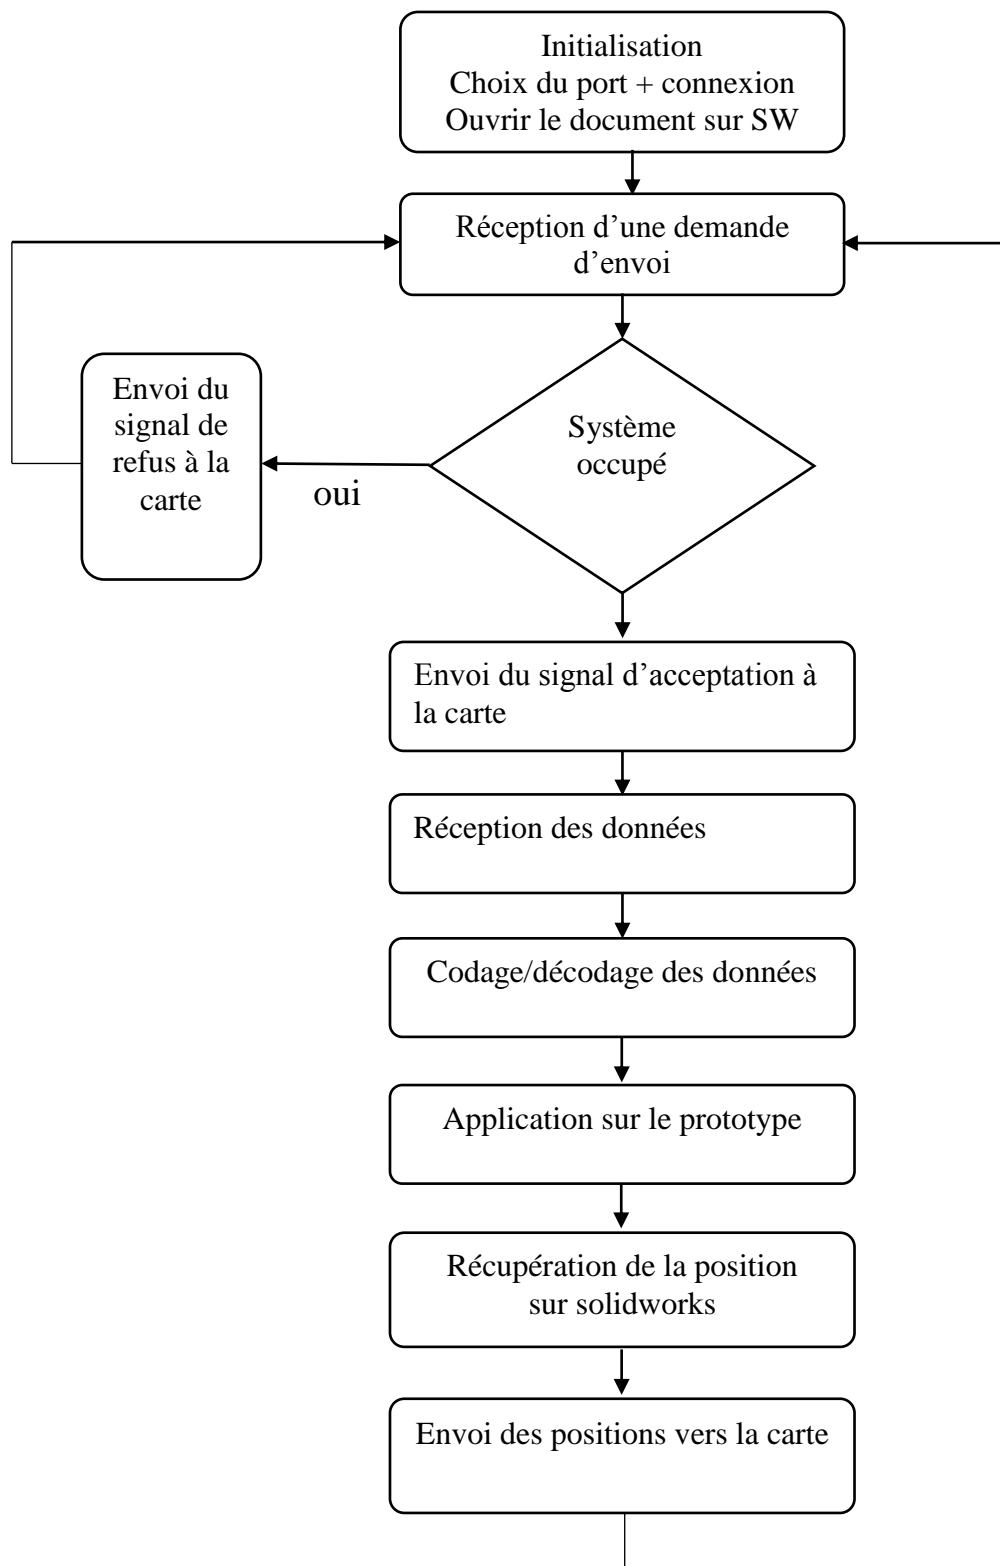 Initialisation
Choix du port + connexion
Ouvrir le document sur SW
Réception d’une demande
d’envoi
Envoi du
signal de
refus à la
carte
oui
Système
occupé
Envoi du signal d’acceptation à
la carte
Réception des données
Codage/décodage des données
Application sur le prototype
Récupération de la position
sur solidworks
Envoi des positions vers la carte